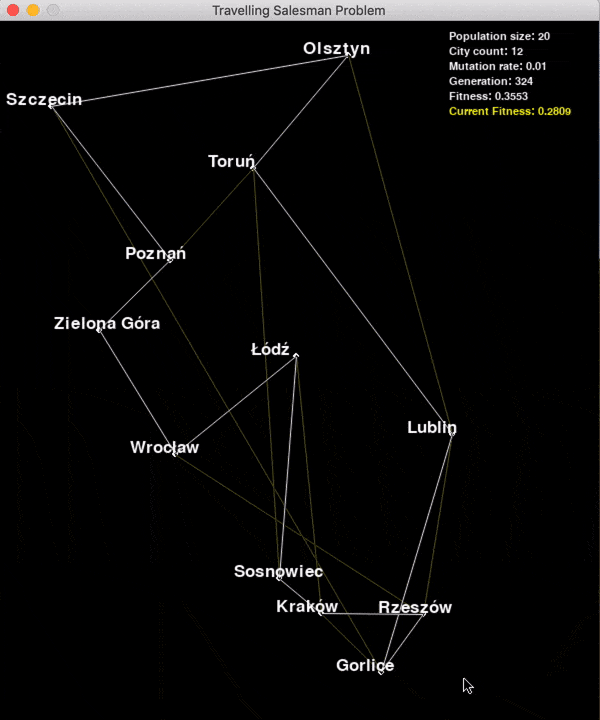 Travelling Salesman Problem
Population size: 20
City count: 12
Mutation rate: 0.01
Generation: 324
Fitness: 0.3553
Current Fitness: 0.2809
Olsztyn
Szczecin
Toruń
Poznań
Zielona Góra
Łódź
Lublin
Wrocław
Sosnowiec
Kraków
Rzeszów
Gorlice